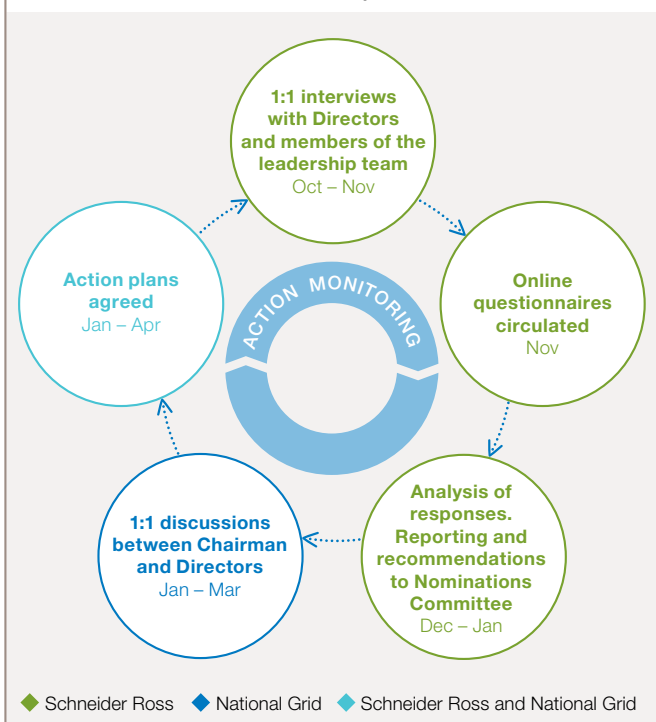 1:1 interviews
with Directors
and members of the
leadership team
Oct – Nov
Online
questionnaires
circulated
Nov
Analysis of
responses.
Reporting and
recommendations
to Nominations
Committee
Dec – Jan
1:1 discussions
between Chairman
and Directors
Jan – Mar
Action plans
agreed
Jan – Apr
ACTION MONITORING
Schneider Ross
National Grid
Schneider Ross and National Grid